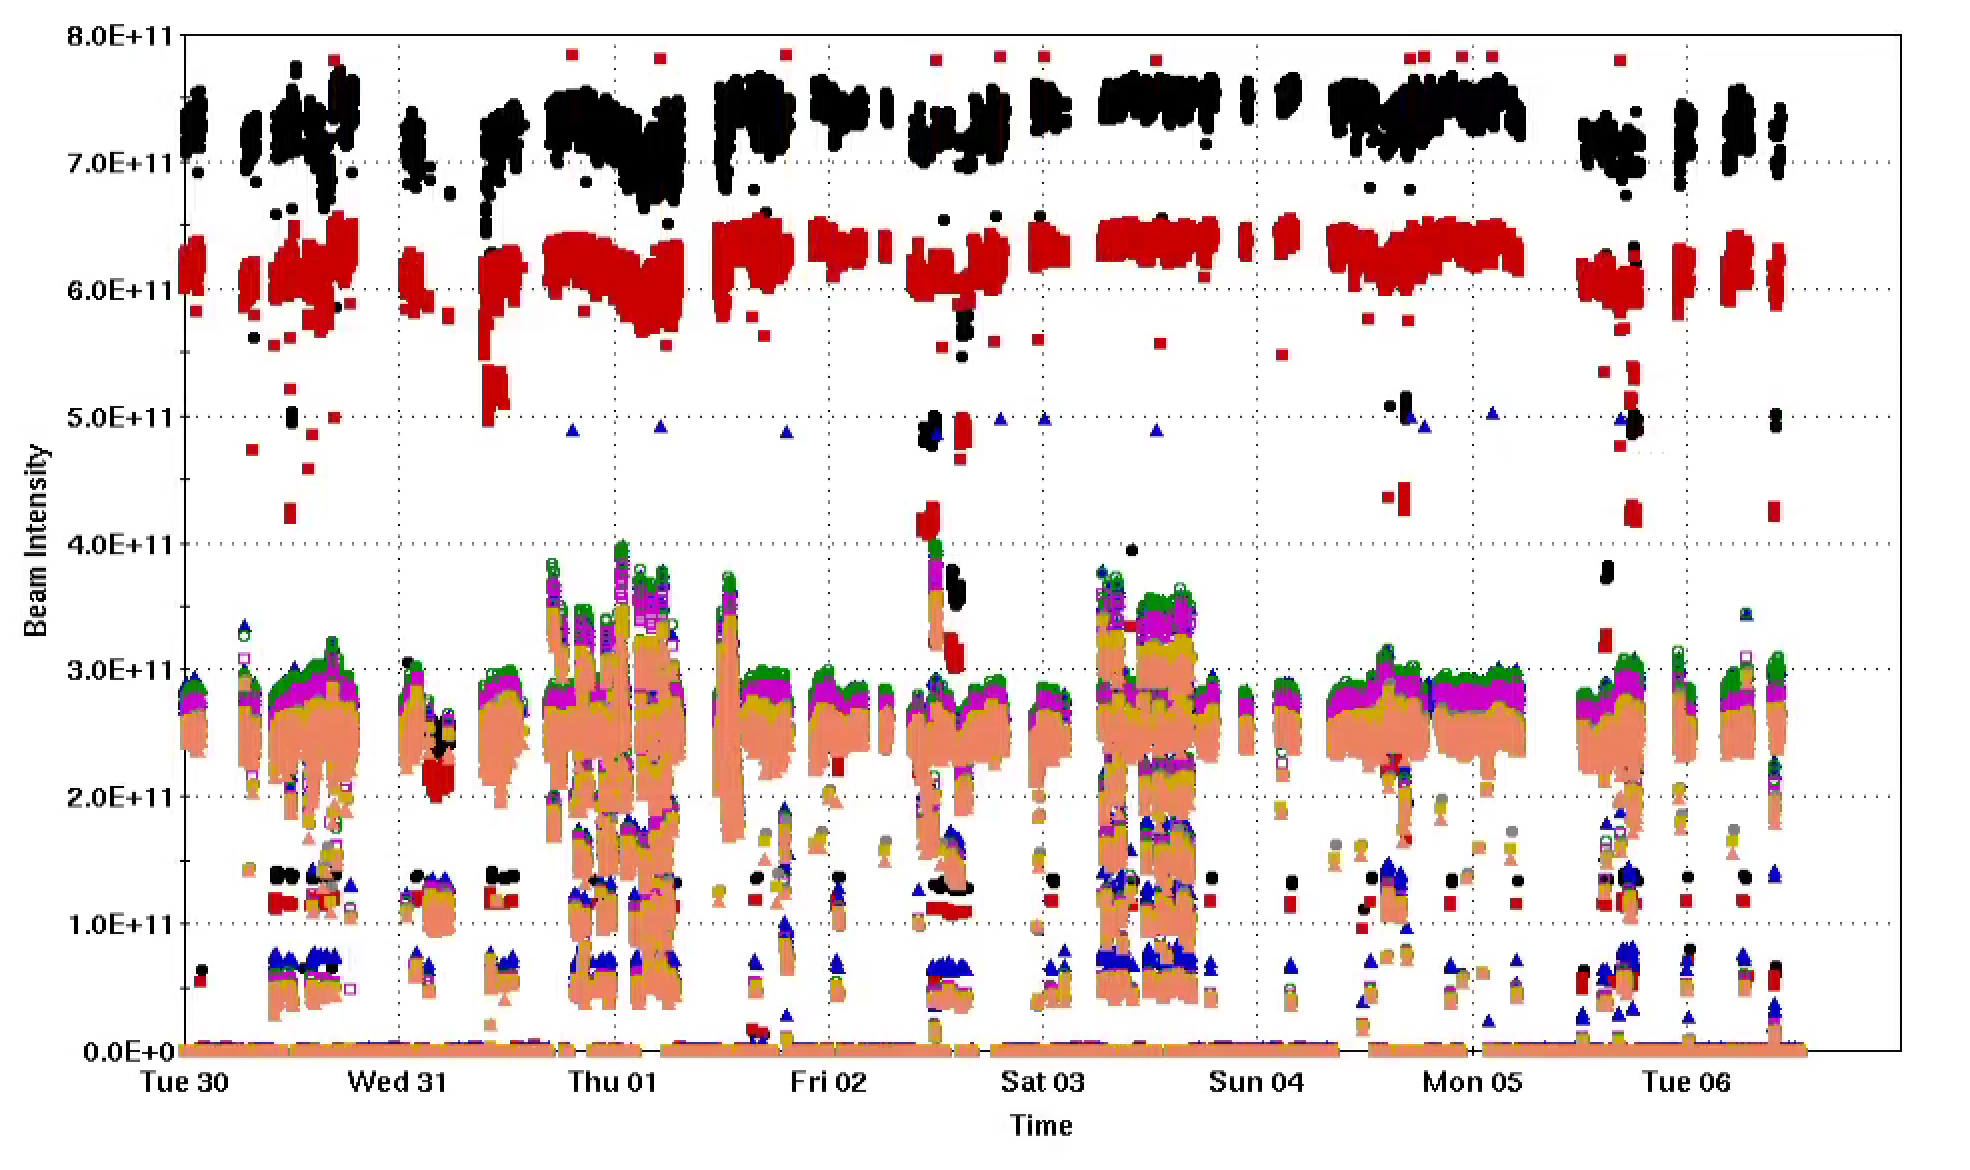 8.0E+11
7.0E+11
6.0E+11
5.0E+11
4.0E+11
3.0E+11
2.0E+11
1.0E+11
0.0E+0
Beam Intensity
Tue 30 Wed 31 Thu 01 Fri 02 Sat 03 Sun 04 Mon 05 Tue 06
Time